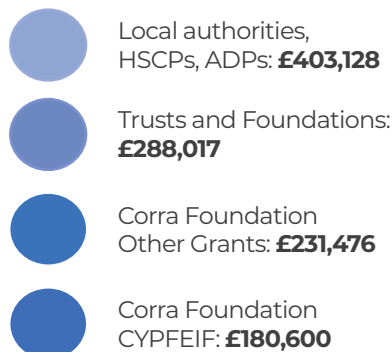 Local authorities,
HSCPs, ADPs: £403,128
Trusts and Foundations:
£288,017
Corra Foundation
Other Grants: £231,476
Corra Foundation
CYPFEIF: £180,600